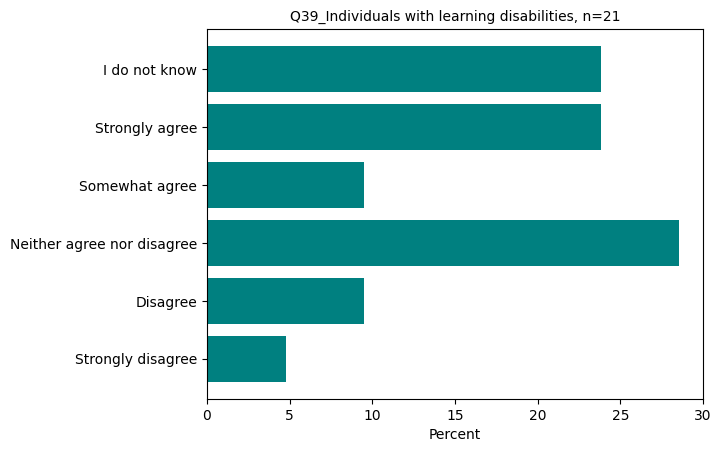 Q39_Individuals with learning disabilities, n=21
I do not know
Strongly agree
Somewhat agree
Neither agree nor disagree
Disagree
Strongly disagree
0 5 10 15 20 25 30
Percent